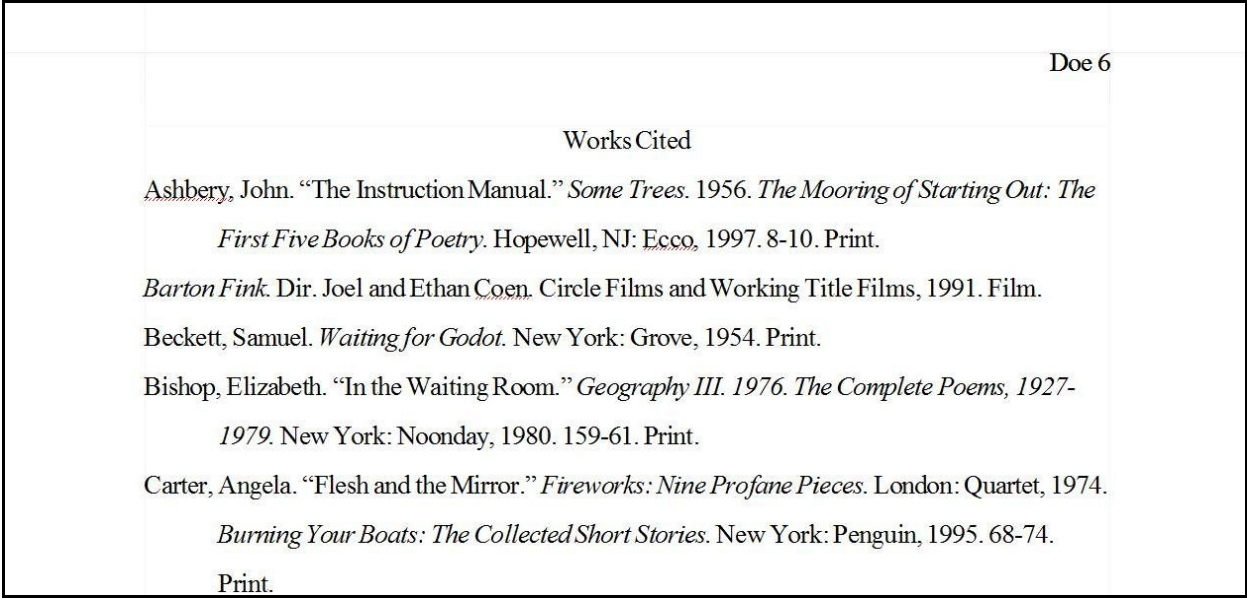 Doe 6
Works Cited
Ashbery, John. “The Instruction Manual.” Some Trees. 1956. The Mooring of Starting Out: The
First Five Books of Poetry. Hopewell, NJ: Ecco, 1997. 8-10. Print.
Barton Fink. Dir. Joel and Ethan Coen. Circle Films and Working Title Films, 1991. Film.
Beckett, Samuel. Waiting for Godot. New York: Grove, 1954. Print.
Bishop, Elizabeth. “In the Waiting Room.” Geography III. 1976. The Complete Poems, 1927-
1979. New York: Noonday, 1980. 159-61. Print.
Carter, Angela. “Flesh and the Mirror.” Fireworks: Nine Profane Pieces. London: Quartet, 1974.
Burning Your Boats: The Collected Short Stories. New York: Penguin, 1995. 68-74.
Print.